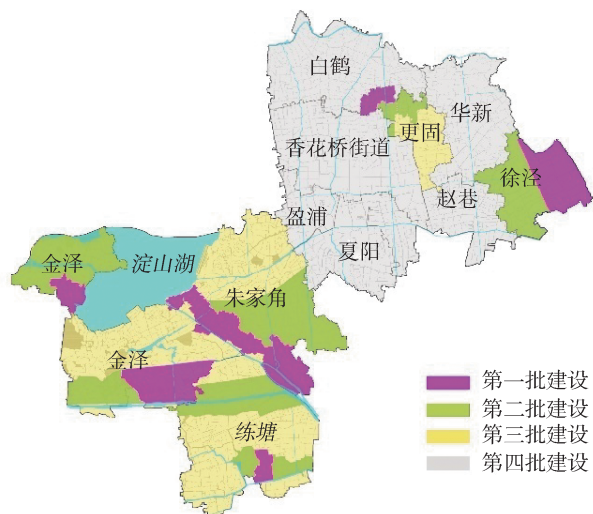 白鹤
华新
更固
香花桥街道
徐泾
赵巷
盈浦
夏阳
金泽
淀山湖
朱家角
金泽
练塘
第一批建设
第二批建设
第三批建设
第四批建设